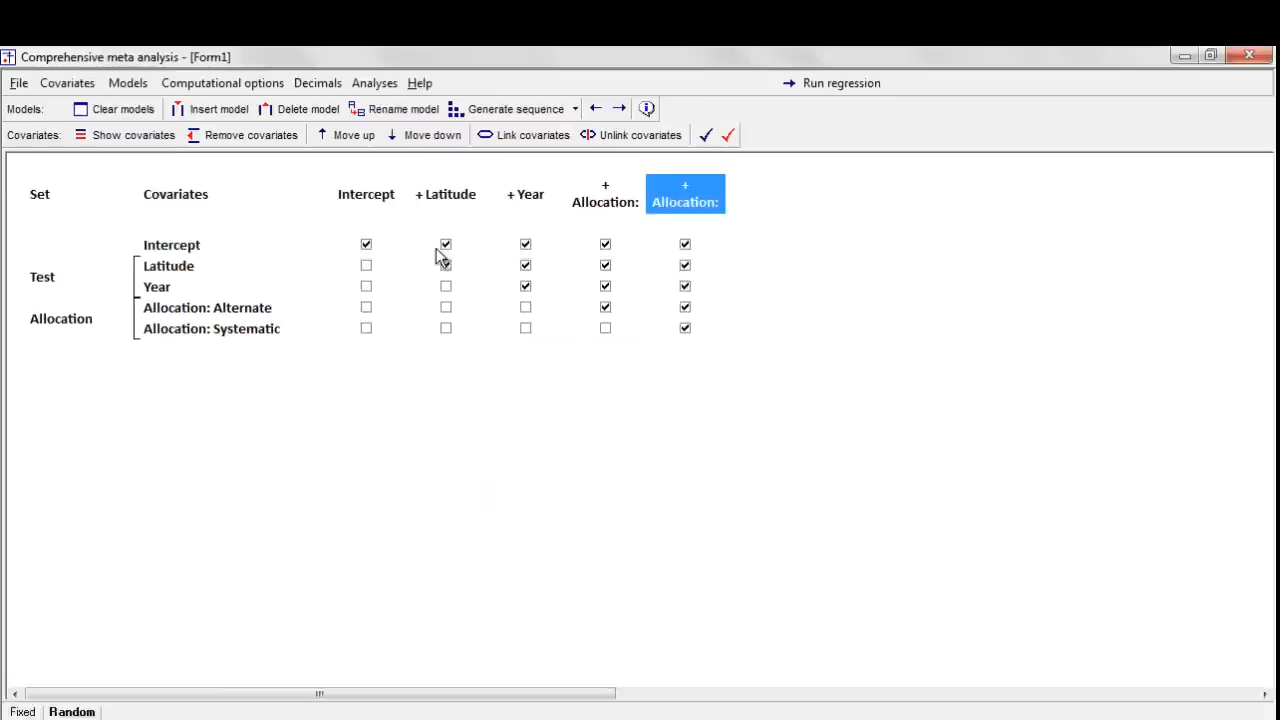 Comprehensive meta analysis - [Form1]
File Covariates Models Computational options Decimals Analyses Help Run regression
Models: Clear models Insert model Delete model Rename model Generate sequence
Covariates: Show covariates Remove covariates Move up Move down Link covariates Unlink covariates
Set Covariates Intercept + Latitude + Year + Allocation: + Allocation:
Intercept
Test
Latitude
Year
Allocation
Allocation: Alternate
Allocation: Systematic
Fixed Random